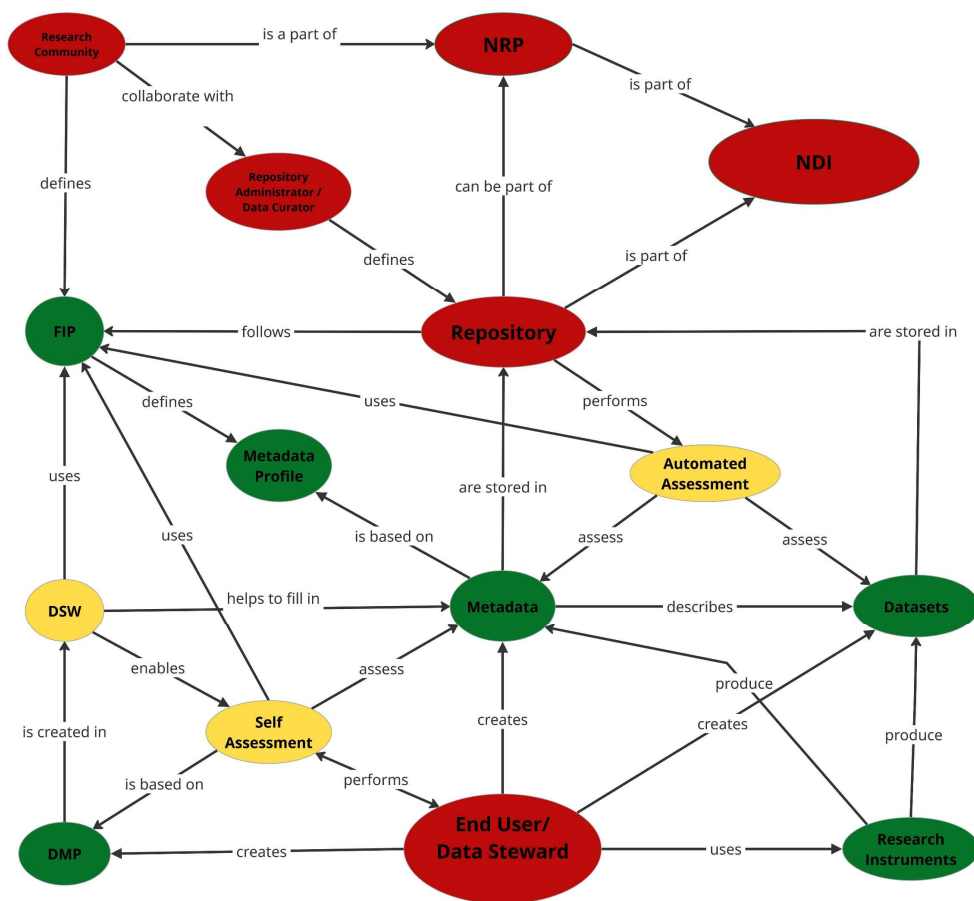 Research
Community
is a part of
NRP
collaborate with
is part of
NDI
defines
Repository
Administrator /
Data Curator
can be part of
defines
is part of
FIP
follows
Repository
are stored in
uses
performs
defines
Metadata
Profile
Automated
Assessment
uses
are stored in
uses
is based on
assess
assess
DSW
helps to fill in
Metadata
describes
Datasets
enables
assess
produce
Self
Assessment
creates
creates
is created in
produce
is based on
performs
End User/
Data Steward
DMP
creates
uses
Research
Instruments